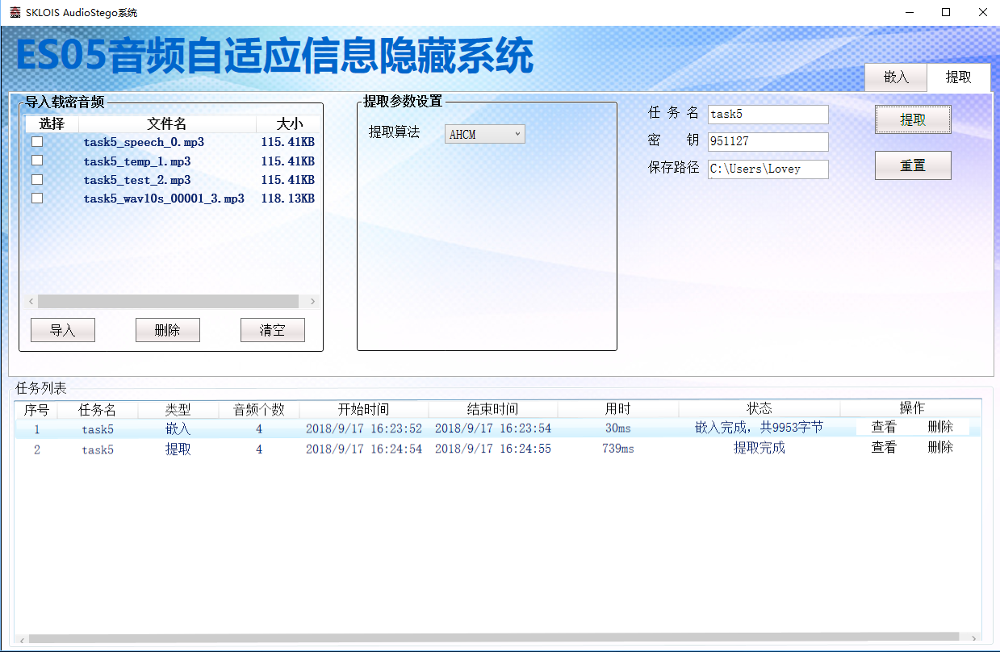 SKLOIS AudioStego系统
ES05音频自适应信息隐藏系统
嵌入 提取
导入载密音频
选择 文件名 大小
task5_speech_0.mp3 115.41KB
task5_temp_1.mp3 115.41KB
task5_test_2.mp3 115.41KB
task5_wav10s_00001_3.mp3 118.13KB
导入 删除 清空
提取参数设置
提取算法 AHCM
任务名 task5
密钥 951127
保存路径 C:\Users\Lovey
提取
重置
任务列表
序号 任务名 类型 音频个数 开始时间 结束时间 用时 状态 操作
1 task5 嵌入 4 2018/9/17 16:23:52 2018/9/17 16:23:54 30ms 嵌入完成，共9953字节 查看 删除
2 task5 提取 4 2018/9/17 16:24:54 2018/9/17 16:24:55 739ms 提取完成 查看 删除